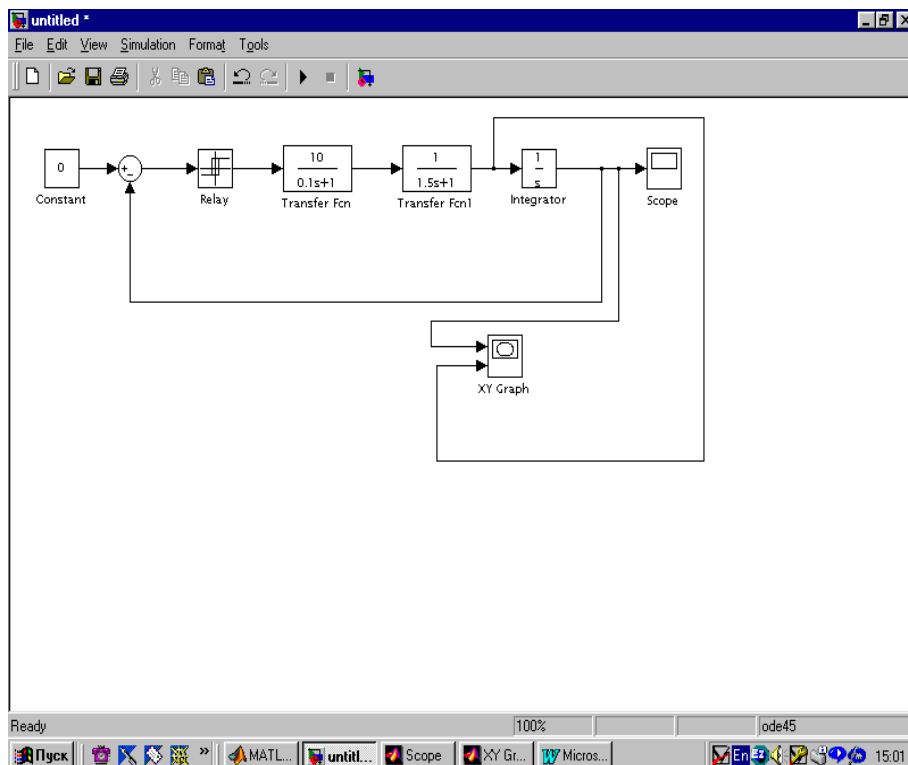 untitled *
File Edit View Simulation Format Tools
0
Constant
+
-
Relay
10
0.1s+1
Transfer Fcn
1
1.5s+1
Transfer Fcn1
1
s
Integrator
Scope
XY Graph
Ready 100% ode45
Пуск » MATL... untitl... Scope XY Gr... Micros... En 15:01